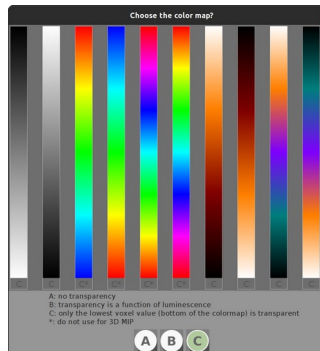 Choose the color map?
C C C* C* C* C* C C C C
A: no transparency
B: transparency is a function of luminescence
C: only the lowest voxel value (bottom of the colormap) is transparent
*: do not use for 3D MIP
A B C